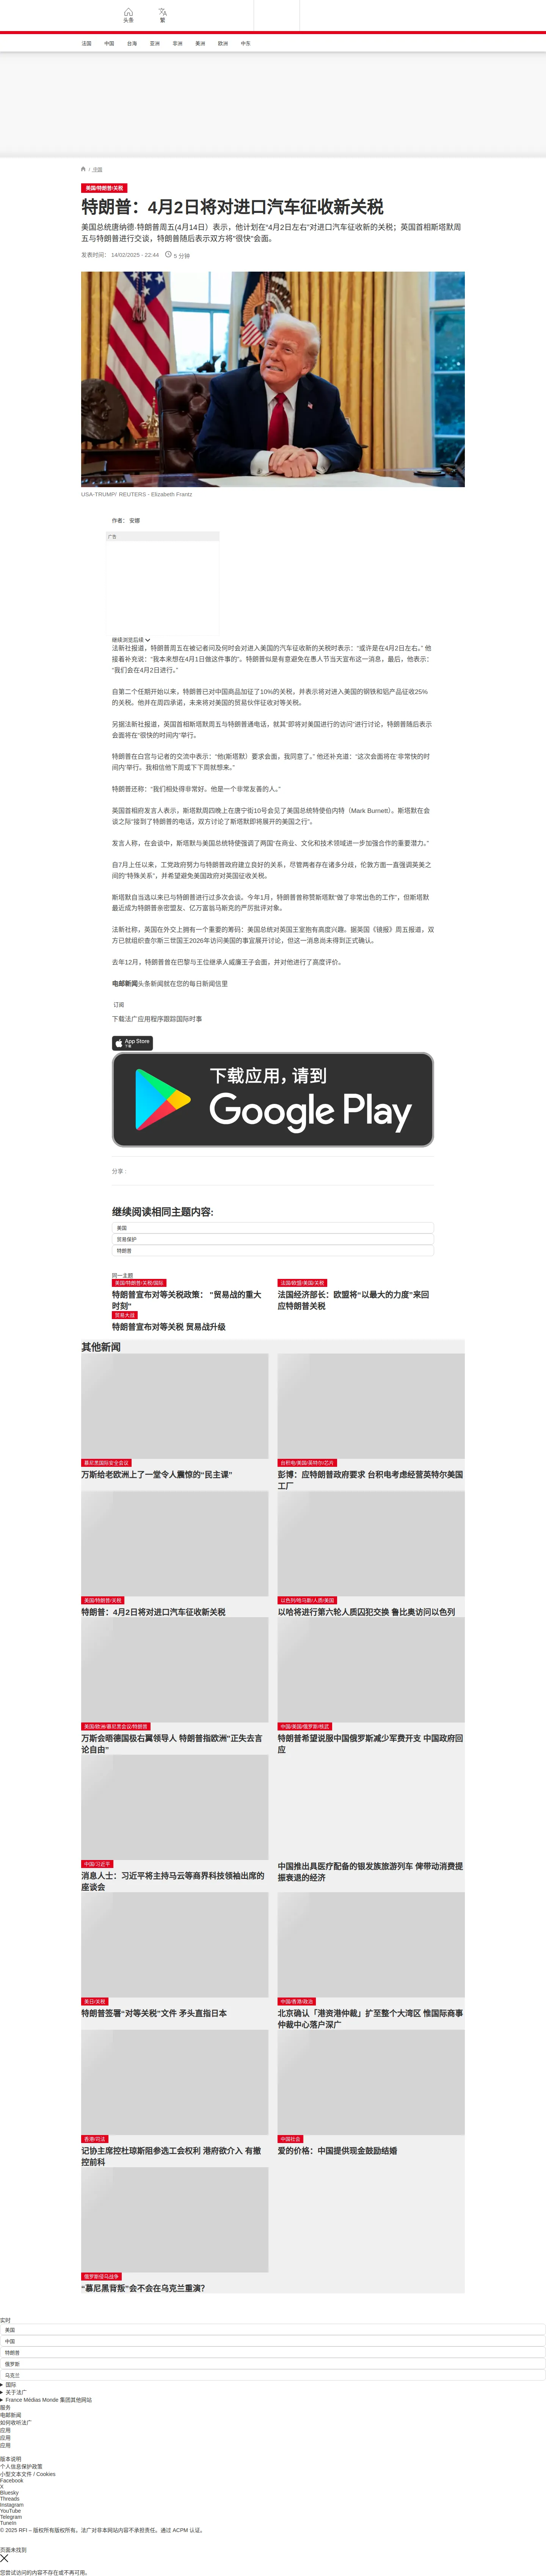 头条
繁
法国 中国 台海 亚洲 非洲 美洲 欧洲 中东
/ 中国
美国/特朗普/关税
特朗普：4月2日将对进口汽车征收新关税
美国总统唐纳德·特朗普周五(4月14日）表示，他计划在“4月2日左右”对进口汽车征收新的关税；英国首相斯塔默周
五与特朗普进行交谈，特朗普随后表示双方将“很快”会面。
发表时间： 14/02/2025 - 22:44 5 分钟
USA-TRUMP/ REUTERS - Elizabeth Frantz
作者： 安娜
广告
继续浏览后续
法新社报道，特朗普周五在被记者问及何时会对进入美国的汽车征收新的关税时表示：“或许是在4月2日左右。” 他
接着补充说：“我本来想在4月1日做这件事的”。特朗普似是有意避免在愚人节当天宣布这一消息，最后，他表示：
“我们会在4月2日进行。”
自第二个任期开始以来，特朗普已对中国商品加征了10%的关税，并表示将对进入美国的钢铁和铝产品征收25%
的关税。他并在周四承诺，未来将对美国的贸易伙伴征收对等关税。
另据法新社报道，英国首相斯塔默周五与特朗普通电话，就其“即将对美国进行的访问”进行讨论，特朗普随后表示
会面将在“很快的时间内”举行。
特朗普在白宫与记者的交流中表示：“他(斯塔默）要求会面，我同意了。” 他还补充道：“这次会面将在‘非常快的时
间内’举行。我相信他下周或下下周就想来。”
特朗普还称：“我们相处得非常好。他是一个非常友善的人。”
英国首相府发言人表示，斯塔默周四晚上在唐宁街10号会见了美国总统特使伯内特（Mark Burnett）。斯塔默在会
谈之际“接到了特朗普的电话，双方讨论了斯塔默即将展开的美国之行”。
发言人称，在会谈中，斯塔默与美国总统特使强调了两国“在商业、文化和技术领域进一步加强合作的重要潜力。”
自7月上任以来，工党政府努力与特朗普政府建立良好的关系，尽管两者存在诸多分歧，伦敦方面一直强调英美之
间的“特殊关系”，并希望避免美国政府对英国征收关税。
斯塔默自当选以来已与特朗普进行过多次会谈。今年1月，特朗普曾称赞斯塔默“做了非常出色的工作”，但斯塔默
最近成为特朗普亲密盟友、亿万富翁马斯克的严厉批评对象。
法新社称，英国在外交上拥有一个重要的筹码：美国总统对英国王室抱有高度兴趣。据英国《镜报》周五报道，双
方已就组织查尔斯三世国王2026年访问美国的事宜展开讨论，但这一消息尚未得到正式确认。
去年12月，特朗普曾在巴黎与王位继承人威廉王子会面，并对他进行了高度评价。
电邮新闻头条新闻就在您的每日新闻信里
订阅
下载法广应用程序跟踪国际时事
App Store
下载
下载应用，请到
Google Play
分享 :
继续阅读相同主题内容:
美国
贸易保护
特朗普
同一主题
美国/特朗普/关税/国际
特朗普宣布对等关税政策： "贸易战的重大
时刻"
法国/欧盟/美国/关税
法国经济部长：欧盟将“以最大的力度”来回
应特朗普关税
贸易大战
特朗普宣布对等关税 贸易战升级
其他新闻
慕尼黑国际安全会议
万斯给老欧洲上了一堂令人震惊的“民主课”
台积电/美国/英特尔/芯片
彭博：应特朗普政府要求 台积电考虑经营英特尔美国
工厂
美国/特朗普/关税
特朗普：4月2日将对进口汽车征收新关税
以色列/哈马斯/人质/美国
以哈将进行第六轮人质囚犯交换 鲁比奥访问以色列
美国/欧洲/慕尼黑会议/特朗普
万斯会晤德国极右翼领导人 特朗普指欧洲“正失去言
论自由”
中国/美国/俄罗斯/核武
特朗普希望说服中国俄罗斯减少军费开支 中国政府回
应
中国/习近平
消息人士：习近平将主持马云等商界科技领袖出席的
座谈会
中国推出具医疗配备的银发族旅游列车 俾带动消费提
振衰退的经济
美日/关税
特朗普签署“对等关税”文件 矛头直指日本
中国/香港/政治
北京确认「港资港仲裁」扩至整个大湾区 惟国际商事
仲裁中心落户深广
香港/司法
记协主席控杜琼斯阻参选工会权利 港府欲介入 有撤
控前科
中国社会
爱的价格：中国提供现金鼓励结婚
俄罗斯侵乌战争
“慕尼黑背叛”会不会在乌克兰重演？
实时
美国
中国
特朗普
俄罗斯
乌克兰
国际
关于法广
France Médias Monde 集团其他网站
服务
电邮新闻
如何收听法广
应用
应用
应用
版本说明
个人信息保护政策
小型文本文件 / Cookies
Facebook
X
Bluesky
Threads
Instagram
YouTube
Telegram
TuneIn
© 2025 RFI – 版权所有版权所有。法广对非本网站内容不承担责任。通过 ACPM 认证。
页面未找到
您尝试访问的内容不存在或不再可用。